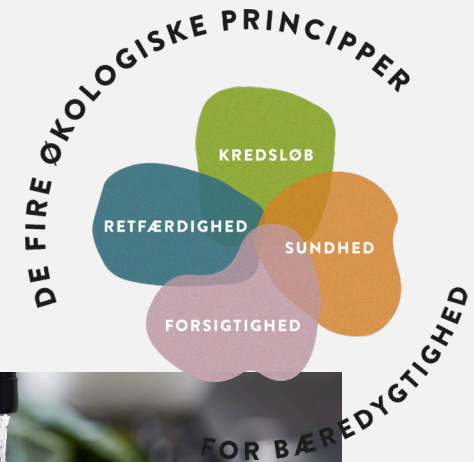 DE FIRE ØKOLOGISKE PRINCIPPER
KREDSLØB
RETFÆRDIGHED
SUNDHED
FORSIGTIGHED
FOR BÆREDYGTIGHED